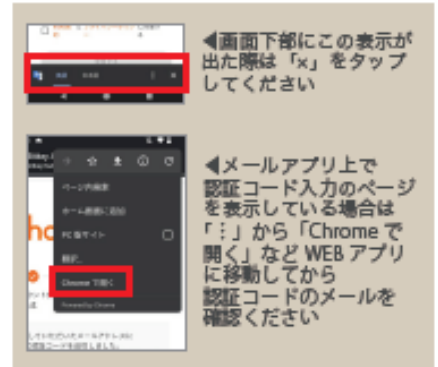 ◀画面下部にこの表示が
出た際は「×」をタップ
してください
ページ内検索
ホーム画面に追加
PC 版サイト
翻訳...
Chrome で開く
Powered by Chrome
◀メールアプリ上で
認証コード入力のページ
を表示している場合は
「⋮」から「Chrome で
開く」など WEB アプリ
に移動してから
認証コードのメールを
確認ください